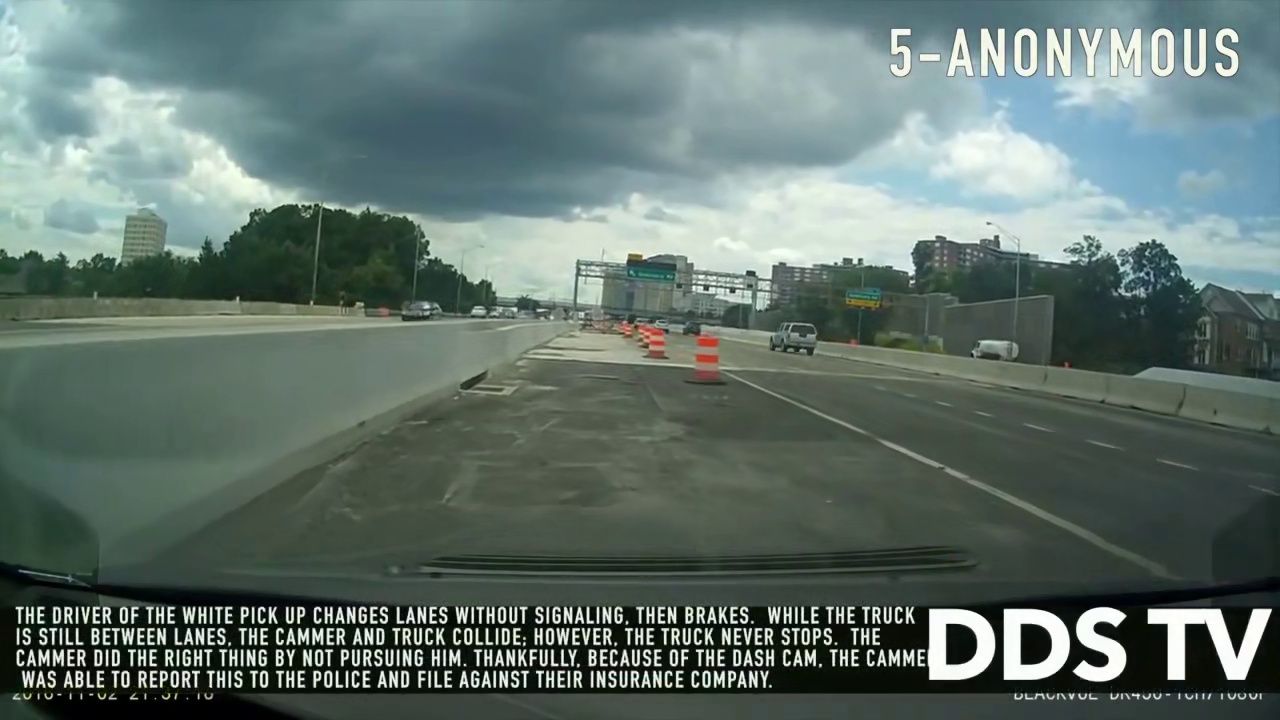 5-ANONYMOUS
THE DRIVER OF THE WHITE PICK UP CHANGES LANES WITHOUT SIGNALING, THEN BRAKES. WHILE THE TRUCK
IS STILL BETWEEN LANES, THE CAMMER AND TRUCK COLLIDE; HOWEVER, THE TRUCK NEVER STOPS. THE
CAMMER DID THE RIGHT THING BY NOT PURSUING HIM. THANKFULLY, BECAUSE OF THE DASH CAM, THE CAMME
WAS ABLE TO REPORT THIS TO THE POLICE AND FILE AGAINST THEIR INSURANCE COMPANY.
DDS TV